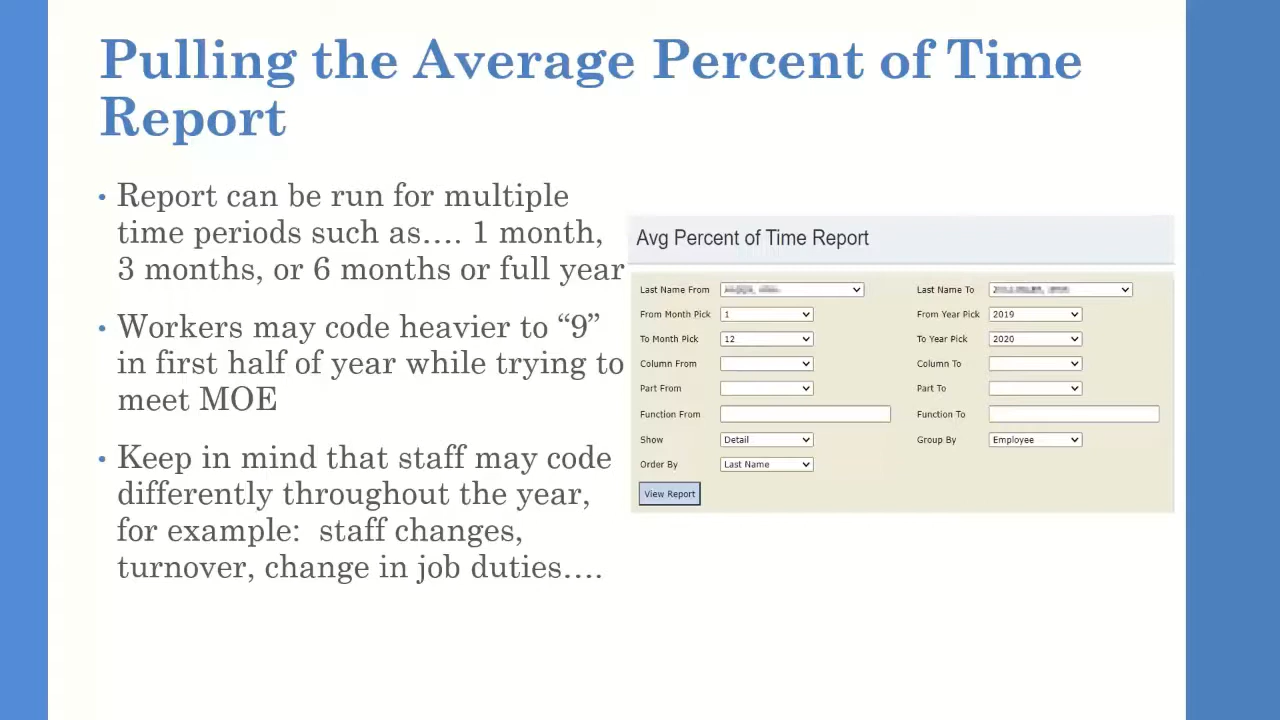 Pulling the Average Percent of Time
Report
• Report can be run for multiple
time periods such as…. 1 month,
3 months, or 6 months or full year
• Workers may code heavier to “9”
in first half of year while trying to
meet MOE
• Keep in mind that staff may code
differently throughout the year,
for example:  staff changes,
turnover, change in job duties….
Avg Percent of Time Report
Last Name From Last Name To
From Month Pick 1 From Year Pick 2019
To Month Pick 12 To Year Pick 2020
Column From Column To
Part From Part To
Function From Function To
Show Detail Group By Employee
Order By Last Name
View Report